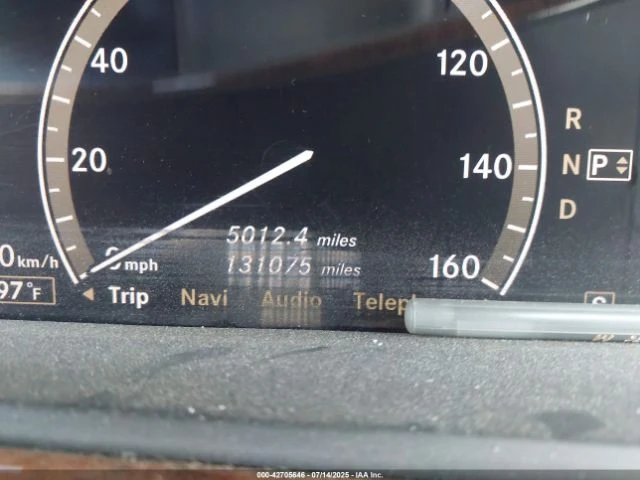 40
120
R
20
140
N P
D
5012.4 miles
0 km/h
mph
131075 miles
160
97°F
Trip Navi Audio Telep
S
000-42705646 - 07/14/2025 - IAA Inc.